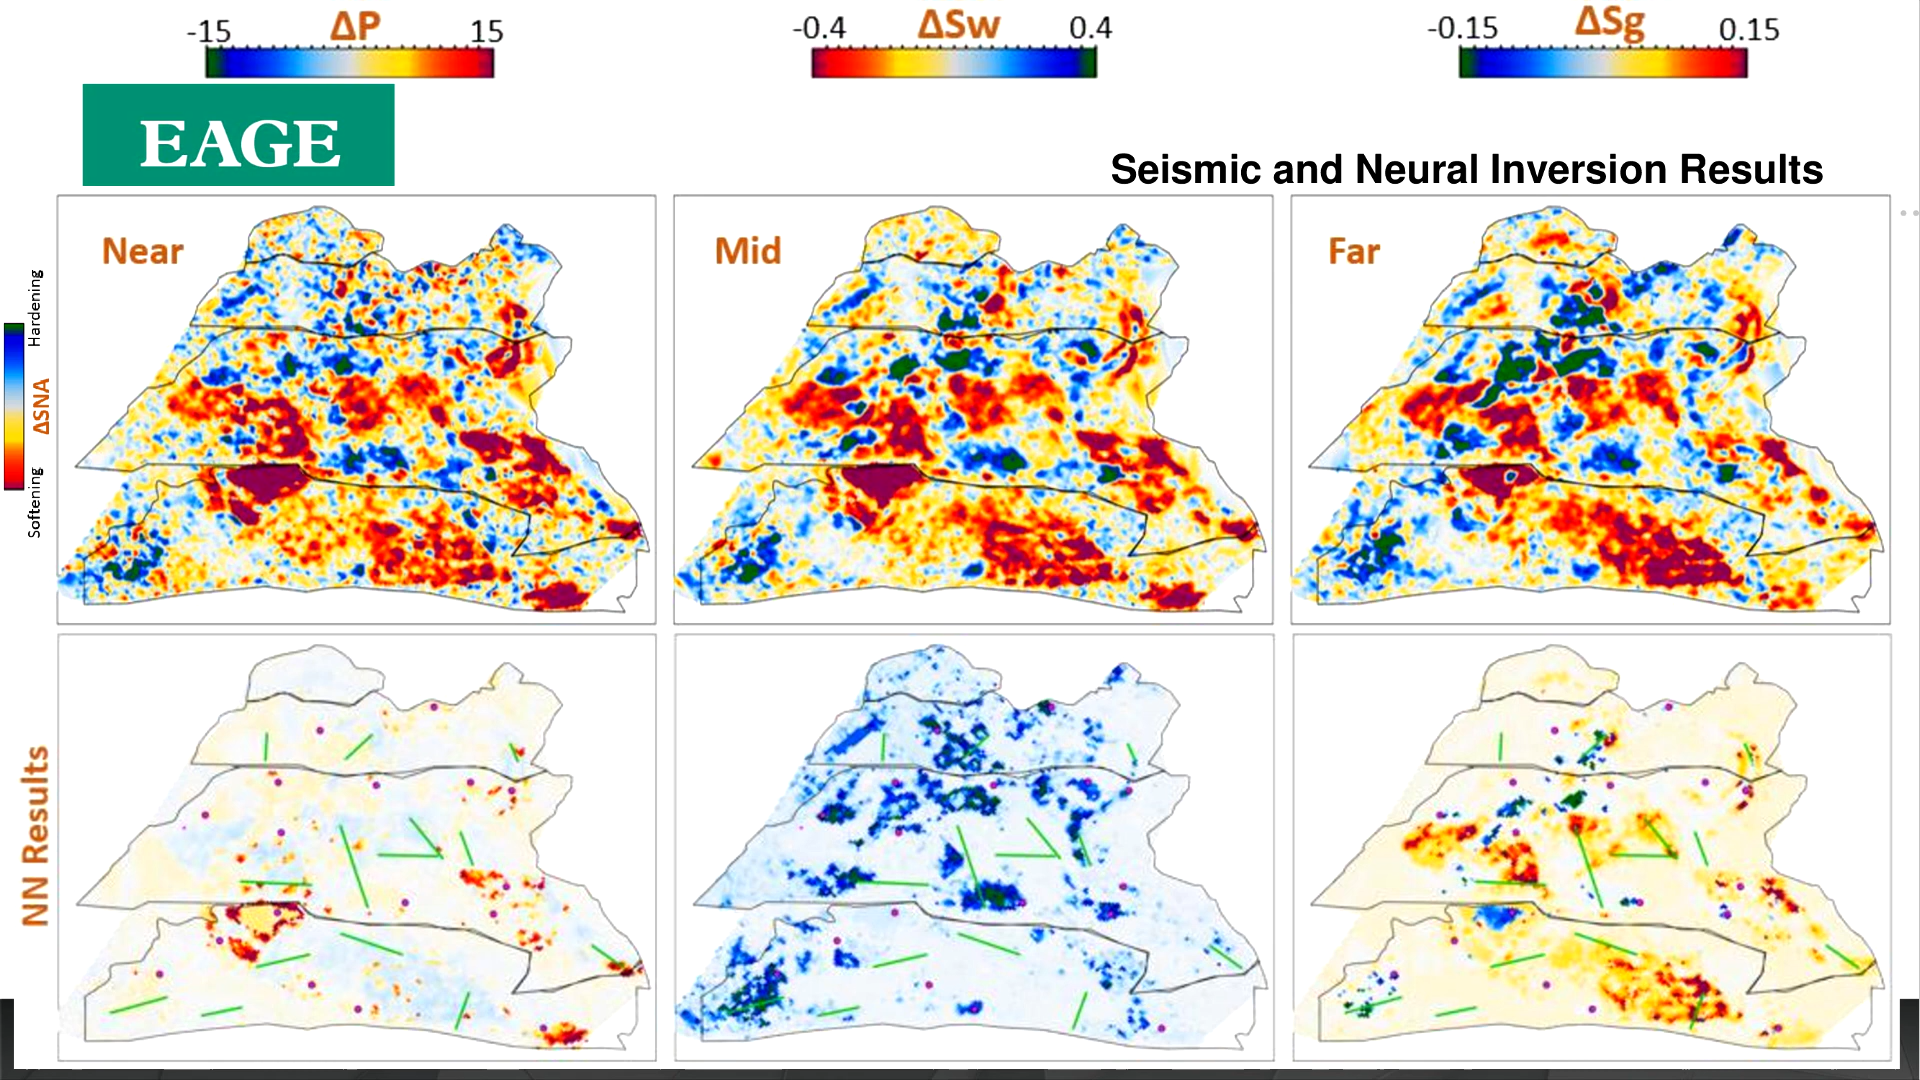 -15 ΔP 15
-0.4 ΔSw 0.4
-0.15 ΔSg 0.15
EAGE
Seismic and Neural Inversion Results
Near
Mid
Far
Hardening
ΔSNA
Softening
NN Results